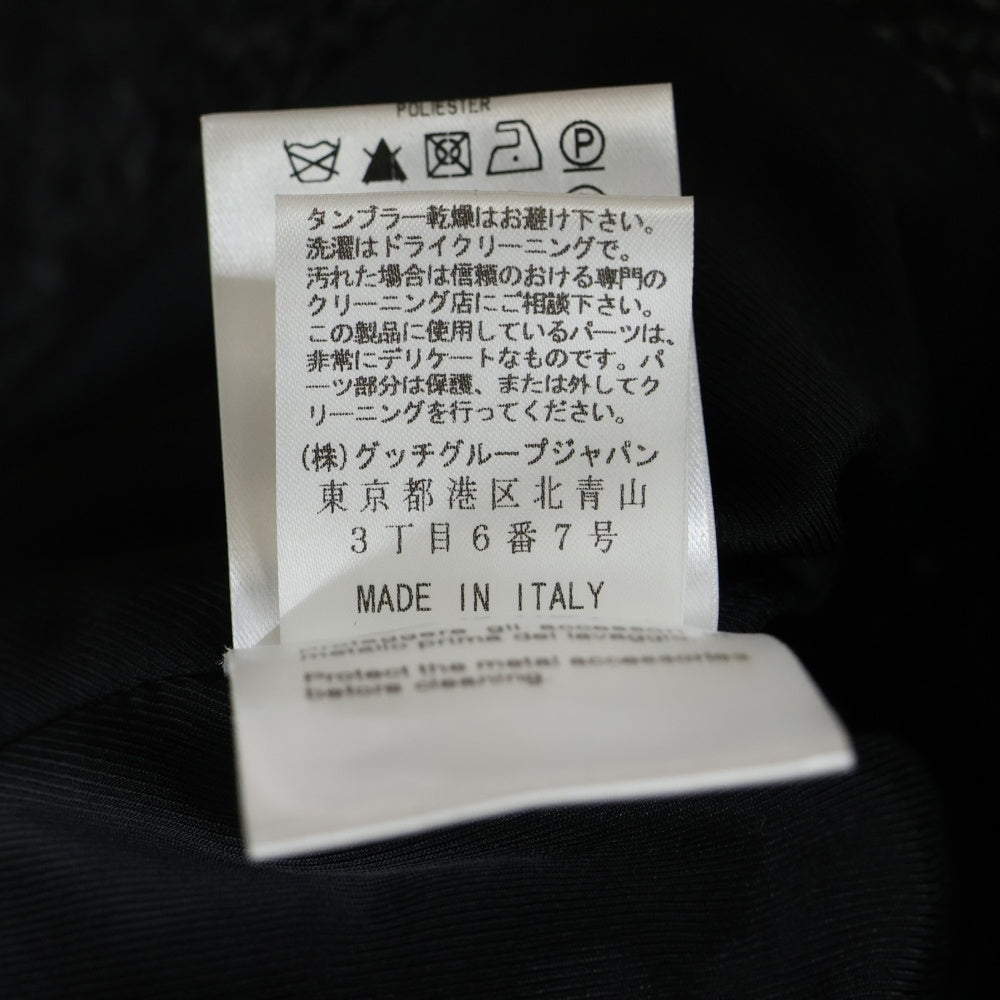 POLIESTER
P
タンブラー乾燥はお避け下さい。
洗濯はドライクリーニングで。
汚れた場合は信頼のおける専門の
クリーニング店にご相談下さい。
この製品に使用しているパーツは、
非常にデリケートなものです。パ
ーツ部分は保護、または外してク
リーニングを行ってください。
(株)グッチグループジャパン
東京都港区北青山
3丁目6番7号
MADE IN ITALY
Proteggere gli accessori
metallo prima del lavaggio
Protect the metal accessories
before cleaning.